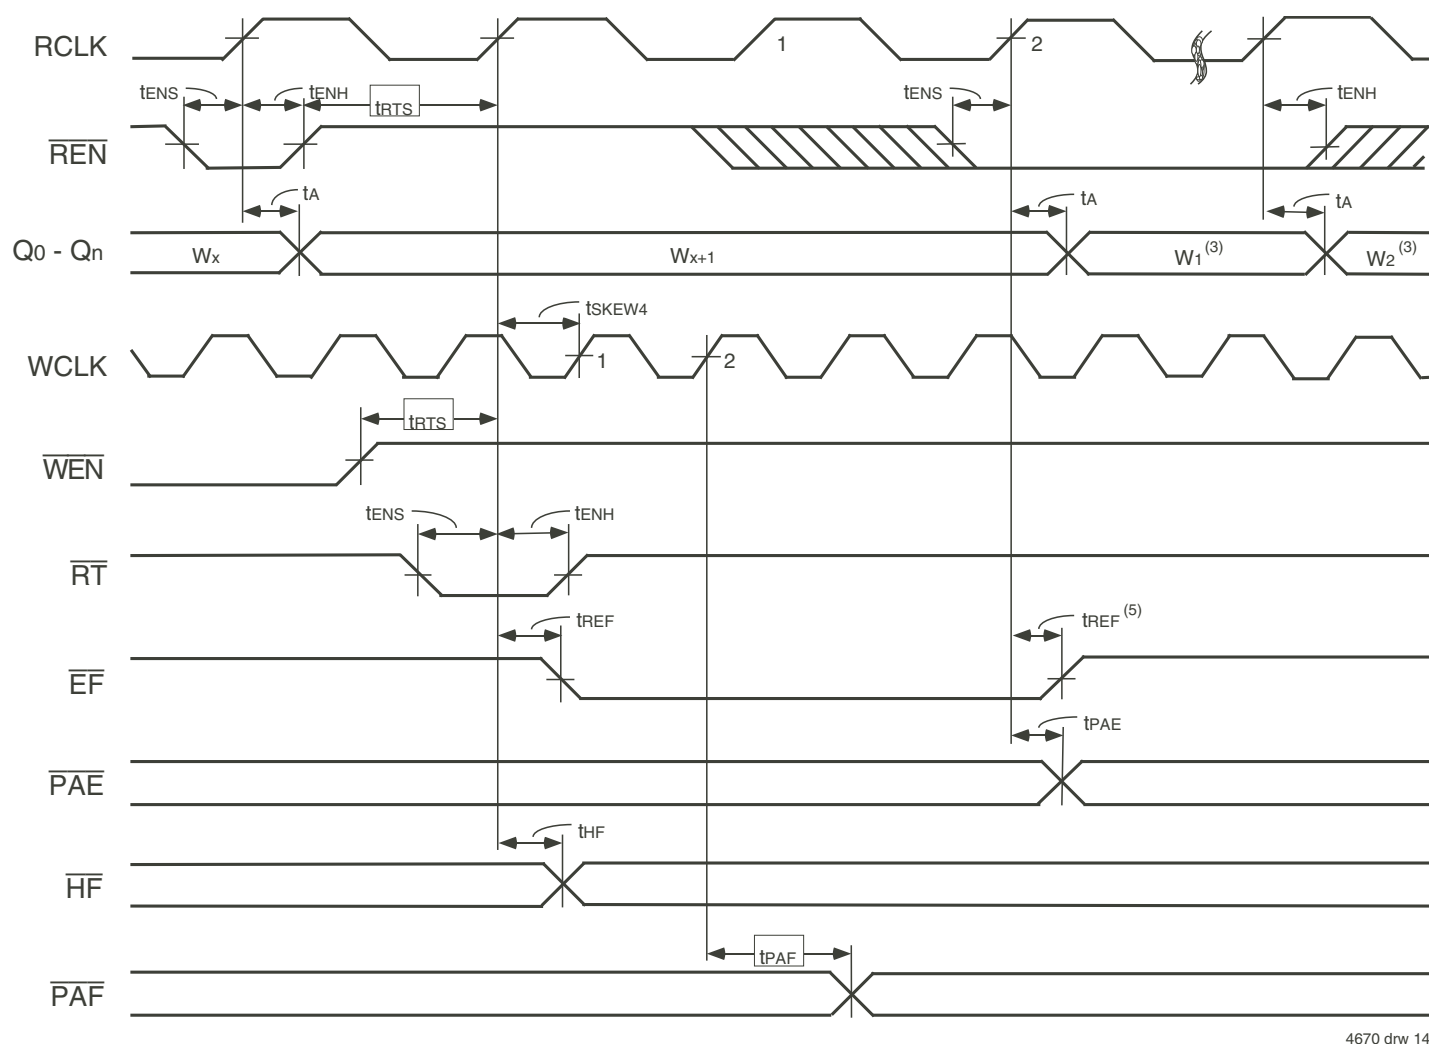 RCLK
1
2
tENS
tENH
tRTS
tENS
tENH
REN
tA
tA
tA
Q0 - Qn
Wx
Wx+1
W1(3)
W2(3)
tSKEW4
WCLK
1
2
tRTS
WEN
tENS
tENH
RT
tREF
tREF(5)
EF
tPAE
PAE
tHF
HF
tPAF
PAF
4670 drw 14